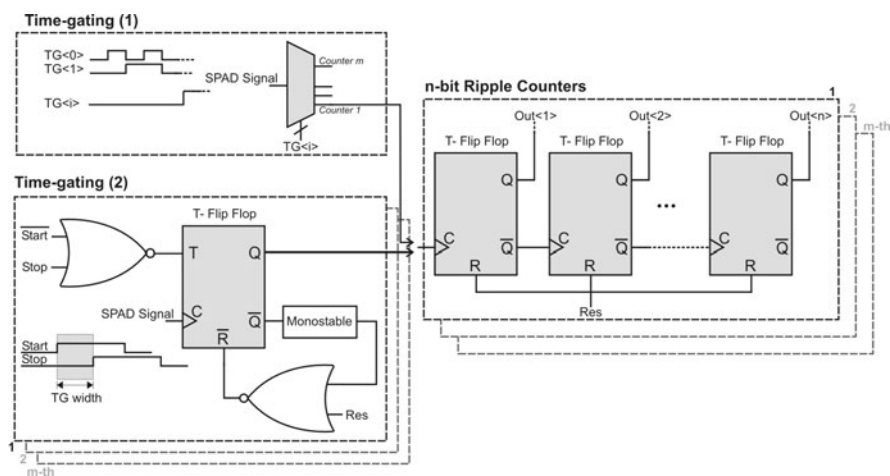 Time-gating (1)
TG<0>
TG<1>
TG<i>
SPAD Signal
Counter m
Counter 1
TG<i>
Time-gating (2)
Start
Stop
T- Flip Flop
T
Q
C
Q
R
SPAD Signal
Monostable
Start
Stop
TG width
Res
1
2
m-th
n-bit Ripple Counters
1
2
m-th
Out<1>
Out<2>
Out<n>
T- Flip Flop
T- Flip Flop
T- Flip Flop
Q
Q
Q
...
C
Q
C
Q
C
Q
R
R
R
Res